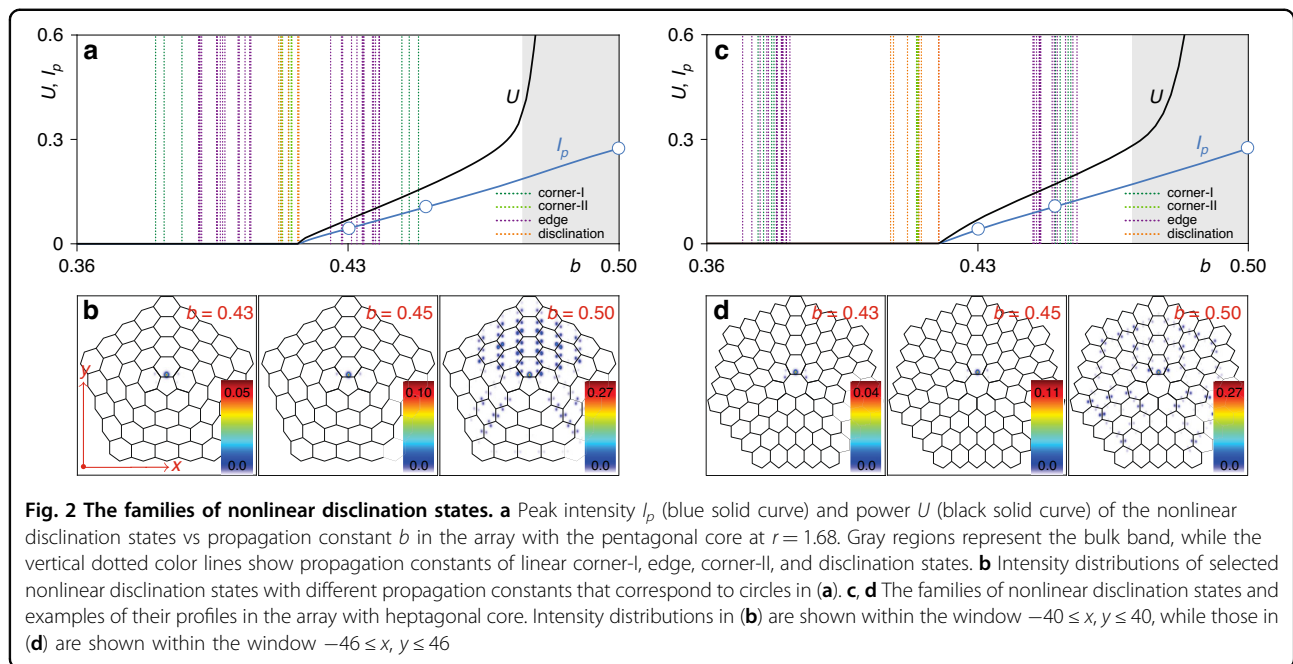 a
c
0.6
0.3
0
U, Ip
U
Ip
corner-I
corner-II
edge
disclination
0.36
0.43
b
0.50
0.6
0.3
0
U, Ip
U
Ip
corner-I
corner-II
edge
disclination
0.36
0.43
b
0.50
b
b = 0.43
b = 0.45
b = 0.50
y
x
0.05
0.0
0.10
0.0
0.27
0.0
d
b = 0.43
b = 0.45
b = 0.50
0.04
0.0
0.11
0.0
0.27
0.0
Fig. 2 The families of nonlinear disclination states. a Peak intensity Ip (blue solid curve) and power U (black solid curve) of the nonlinear
disclination states vs propagation constant b in the array with the pentagonal core at r = 1.68. Gray regions represent the bulk band, while the
vertical dotted color lines show propagation constants of linear corner-I, edge, corner-II, and disclination states. b Intensity distributions of selected
nonlinear disclination states with different propagation constants that correspond to circles in (a). c, d The families of nonlinear disclination states and
examples of their profiles in the array with heptagonal core. Intensity distributions in (b) are shown within the window −40 ≤ x, y ≤ 40, while those in
(d) are shown within the window −46 ≤ x, y ≤ 46